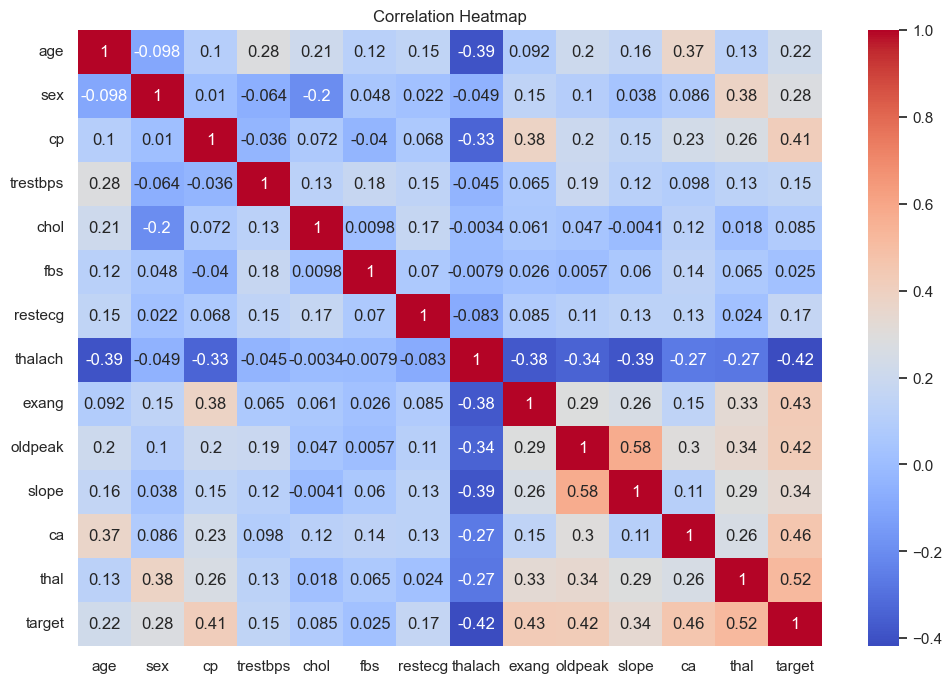 Correlation Heatmap
age 1 -0.098 0.1 0.28 0.21 0.12 0.15 -0.39 0.092 0.2 0.16 0.37 0.13 0.22
sex -0.098 1 0.01 -0.064 -0.2 0.048 0.022 -0.049 0.15 0.1 0.038 0.086 0.38 0.28
cp 0.1 0.01 1 -0.036 0.072 -0.04 0.068 -0.33 0.38 0.2 0.15 0.23 0.26 0.41
trestbps 0.28 -0.064 -0.036 1 0.13 0.18 0.15 -0.045 0.065 0.19 0.12 0.098 0.13 0.15
chol 0.21 -0.2 0.072 0.13 1 0.0098 0.17 -0.0034 0.061 0.047 -0.0041 0.12 0.018 0.085
fbs 0.12 0.048 -0.04 0.18 0.0098 1 0.07 -0.0079 0.026 0.0057 0.06 0.14 0.065 0.025
restecg 0.15 0.022 0.068 0.15 0.17 0.07 1 -0.083 0.085 0.11 0.13 0.13 0.024 0.17
thalach -0.39 -0.049 -0.33 -0.045 -0.0034 -0.0079 -0.083 1 -0.38 -0.34 -0.39 -0.27 -0.27 -0.42
exang 0.092 0.15 0.38 0.065 0.061 0.026 0.085 -0.38 1 0.29 0.26 0.15 0.33 0.43
oldpeak 0.2 0.1 0.2 0.19 0.047 0.0057 0.11 -0.34 0.29 1 0.58 0.3 0.34 0.42
slope 0.16 0.038 0.15 0.12 -0.0041 0.06 0.13 -0.39 0.26 0.58 1 0.11 0.29 0.34
ca 0.37 0.086 0.23 0.098 0.12 0.14 0.13 -0.27 0.15 0.3 0.11 1 0.26 0.46
thal 0.13 0.38 0.26 0.13 0.018 0.065 0.024 -0.27 0.33 0.34 0.29 0.26 1 0.52
target 0.22 0.28 0.41 0.15 0.085 0.025 0.17 -0.42 0.43 0.42 0.34 0.46 0.52 1
age sex cp trestbps chol fbs restecg thalach exang oldpeak slope ca thal target
1.0
0.8
0.6
0.4
0.2
0.0
−0.2
−0.4